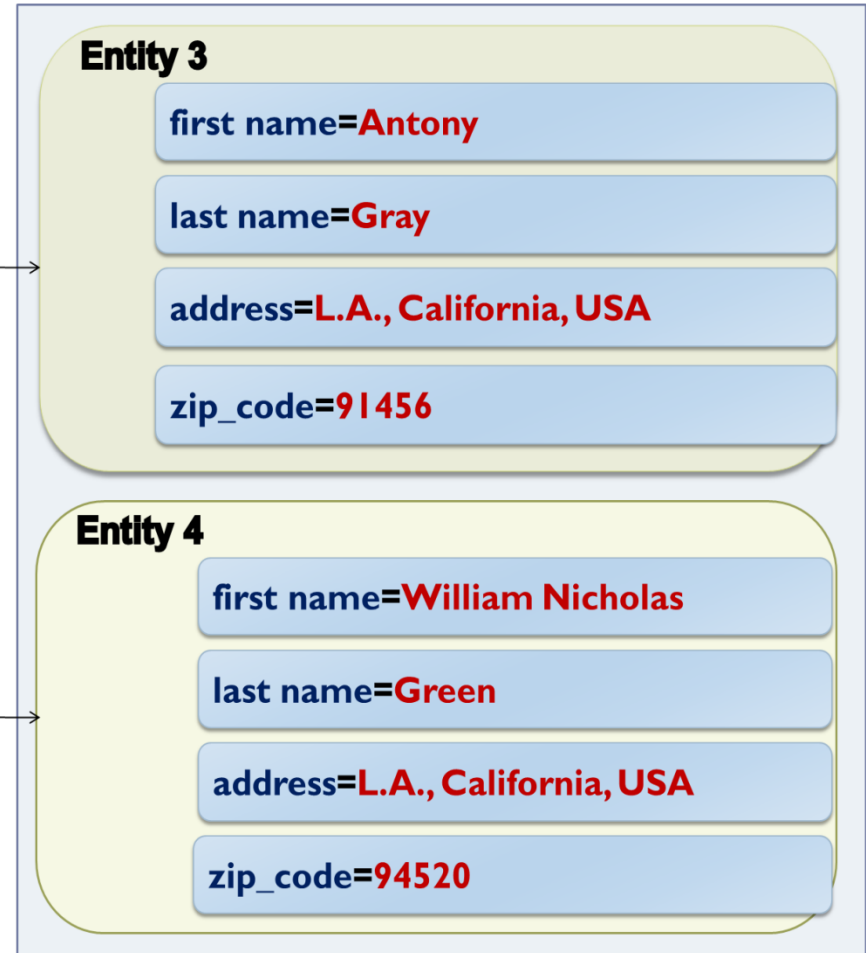 Entity 3
first name=Antony
last name=Gray
address=L.A., California, USA
zip_code=91456
Entity 4
first name=William Nicholas
last name=Green
address=L.A., California, USA
zip_code=94520